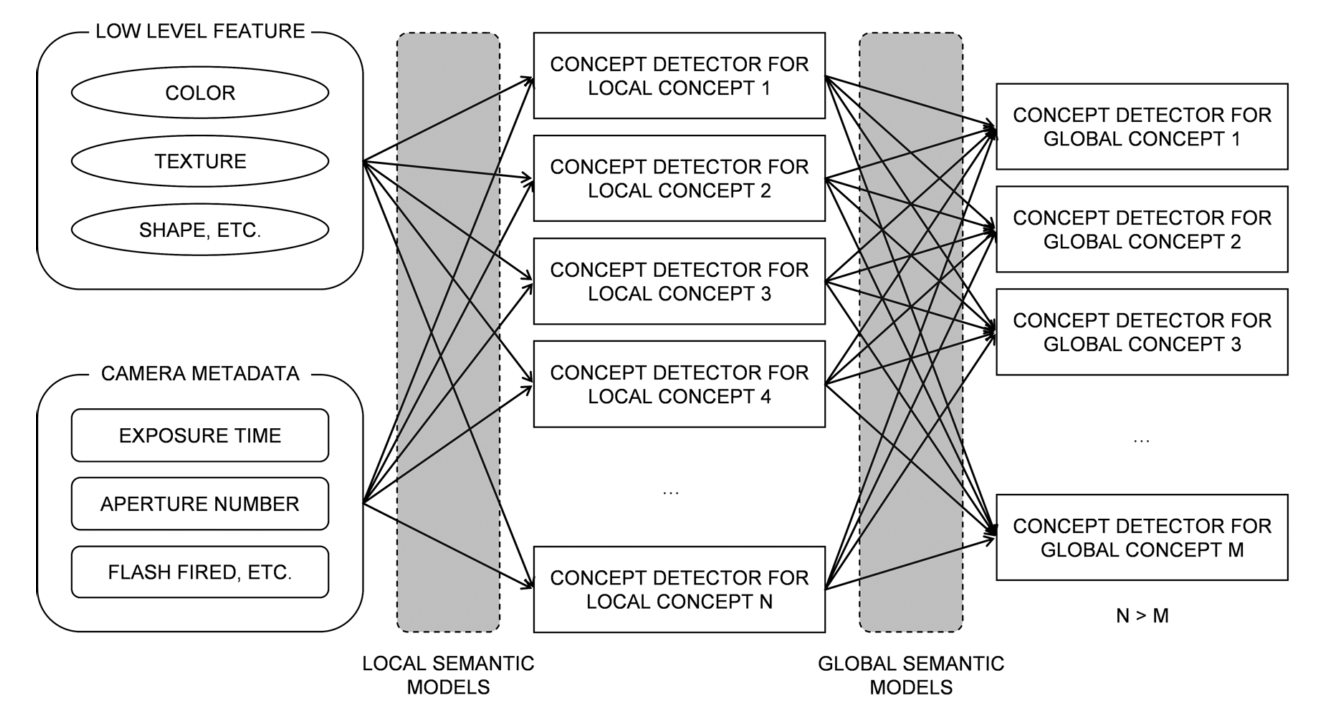 LOW LEVEL FEATURE
COLOR
TEXTURE
SHAPE, ETC.
CAMERA METADATA
EXPOSURE TIME
APERTURE NUMBER
FLASH FIRED, ETC.
LOCAL SEMANTIC
MODELS
CONCEPT DETECTOR FOR
LOCAL CONCEPT 1
CONCEPT DETECTOR FOR
LOCAL CONCEPT 2
CONCEPT DETECTOR FOR
LOCAL CONCEPT 3
CONCEPT DETECTOR FOR
LOCAL CONCEPT 4
...
CONCEPT DETECTOR FOR
LOCAL CONCEPT N
GLOBAL SEMANTIC
MODELS
CONCEPT DETECTOR FOR
GLOBAL CONCEPT 1
CONCEPT DETECTOR FOR
GLOBAL CONCEPT 2
CONCEPT DETECTOR FOR
GLOBAL CONCEPT 3
...
CONCEPT DETECTOR FOR
GLOBAL CONCEPT M
N > M